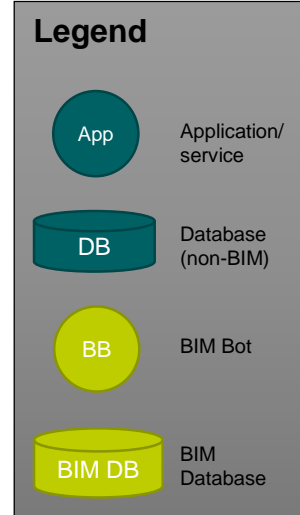 Legend
App
Application/
service
DB
Database
(non-BIM)
BB
BIM Bot
BIM DB
BIM
Database